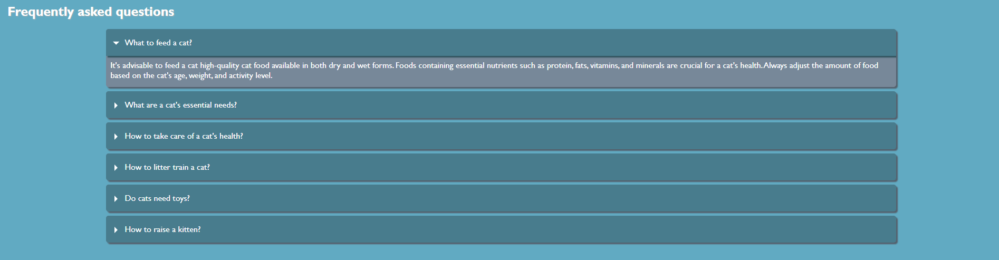 Frequently asked questions
What to feed a cat?
It's advisable to feed a cat high-quality cat food available in both dry and wet forms. Foods containing essential nutrients such as protein, fats, vitamins, and minerals are crucial for a cat's health. Always adjust the amount of food
based on the cat's age, weight, and activity level.
What are a cat's essential needs?
How to take care of a cat's health?
How to litter train a cat?
Do cats need toys?
How to raise a kitten?